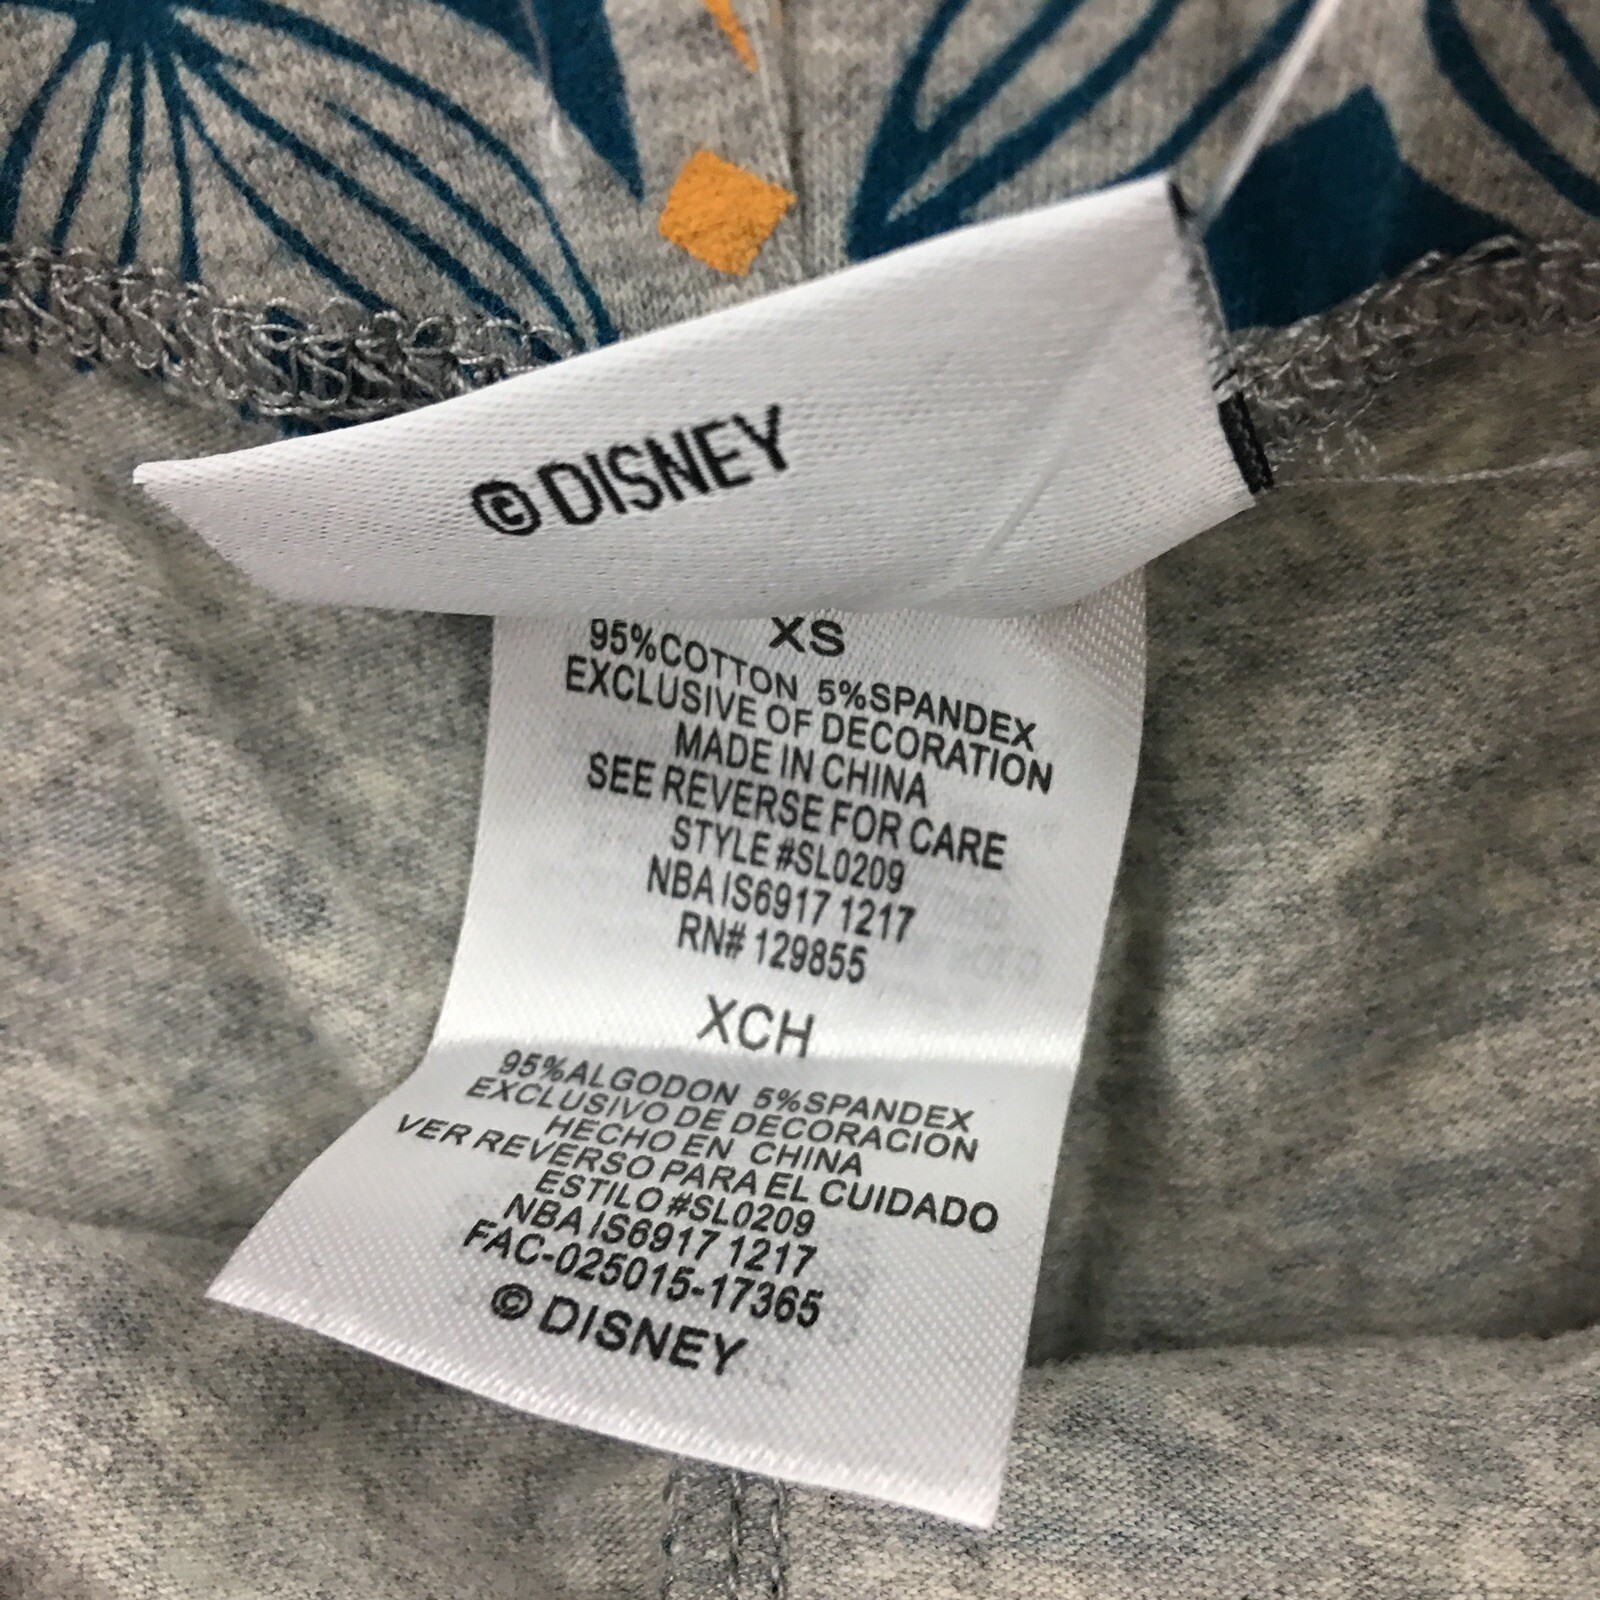 ©DISNEY
XS
95%COTTON 5%SPANDEX
EXCLUSIVE OF DECORATION
MADE IN CHINA
SEE REVERSE FOR CARE
STYLE #SL0209
NBA IS6917 1217
RN# 129855
XCH
95%ALGODON 5%SPANDEX
EXCLUSIVO DE DECORACION
HECHO EN CHINA
VER REVERSO PARA EL CUIDADO
ESTILO #SL0209
NBA IS6917 1217
FAC-025015-17365
© DISNEY